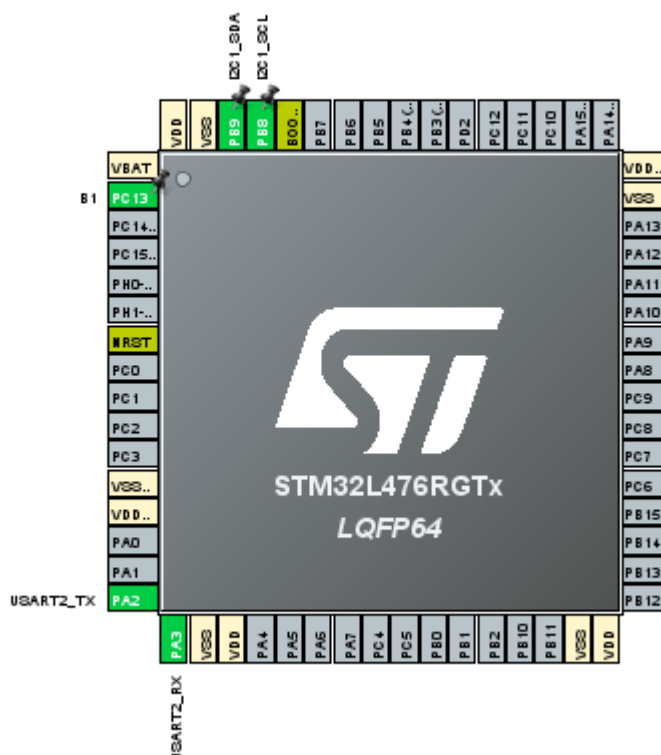 I2C1_SDA
I2C1_SCL
VDD
VSS
PB9
PB8
BOO..
PB7
PB6
PB5
PB4(..
PB3(..
PD2
PC12
PC11
PC10
PA15..
PA14..
VBAT
B1 PC13
PC14..
PC15..
PH0-..
PH1-..
NRST
PC0
PC1
PC2
PC3
VSS..
VDD..
PA0
PA1
USART2_TX PA2
ST
STM32L476RGTx
LQFP64
VDD..
VSS
PA13
PA12
PA11
PA10
PA9
PA8
PC9
PC8
PC7
PC6
PB15
PB14
PB13
PB12
PA3
VSS
VDD
PA4
PA5
PA6
PA7
PC4
PC5
PB0
PB1
PB2
PB10
PB11
VSS
VDD
USART2_RX